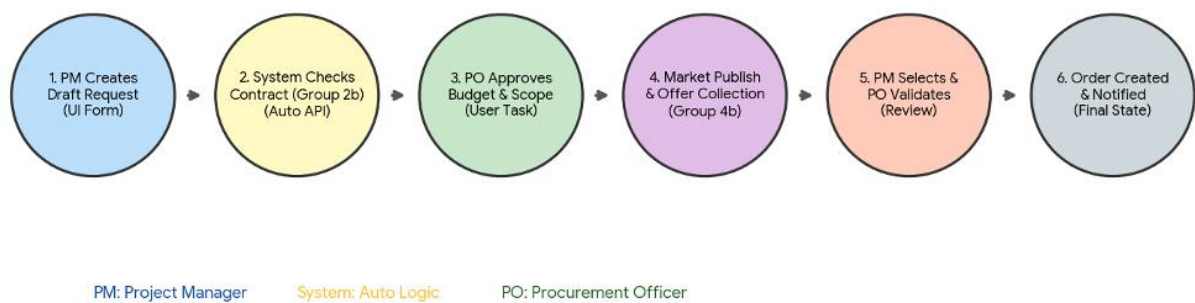 1. PM Creates
Draft Request
(UI Form)
2. System Checks
Contract (Group 2b)
(Auto API)
3. PO Approves
Budget & Scope
(User Task)
4. Market Publish
& Offer Collection
(Group 4b)
5. PM Selects &
PO Validates
(Review)
6. Order Created
& Notified
(Final State)
PM: Project Manager
System: Auto Logic
PO: Procurement Officer